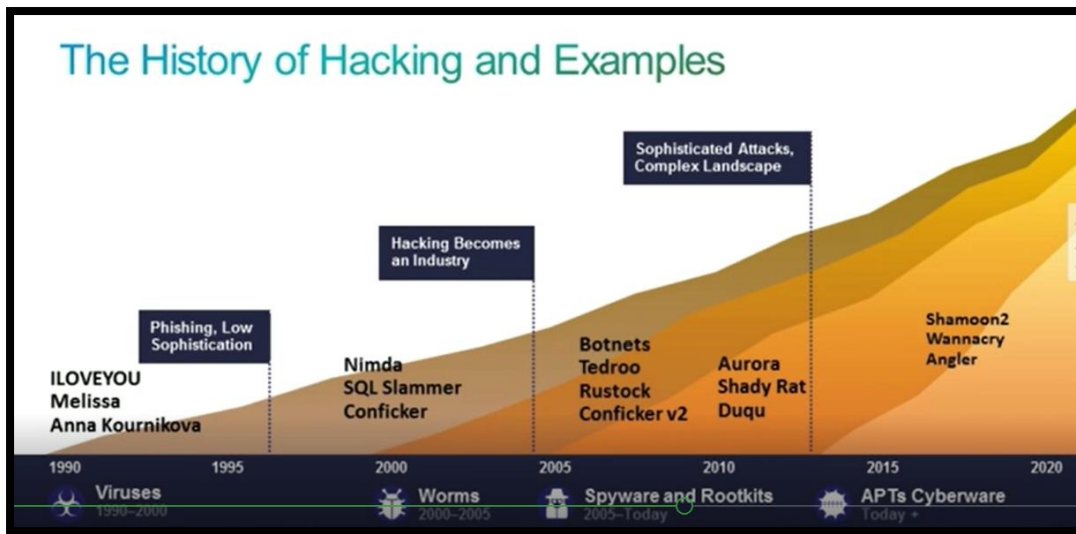 The History of Hacking and Examples
Sophisticated Attacks,
Complex Landscape
Hacking Becomes
an Industry
Phishing, Low
Sophistication
ILOVEYOU
Melissa
Anna Kournikova
Nimda
SQL Slammer
Conficker
Botnets
Tedroo
Rustock
Conficker v2
Aurora
Shady Rat
Duqu
Shamoon2
Wannacry
Angler
1990 1995 2000 2005 2010 2015 2020
Viruses
1990–2000
Worms
2000–2005
Spyware and Rootkits
2005–Today
APTs Cyberware
Today +